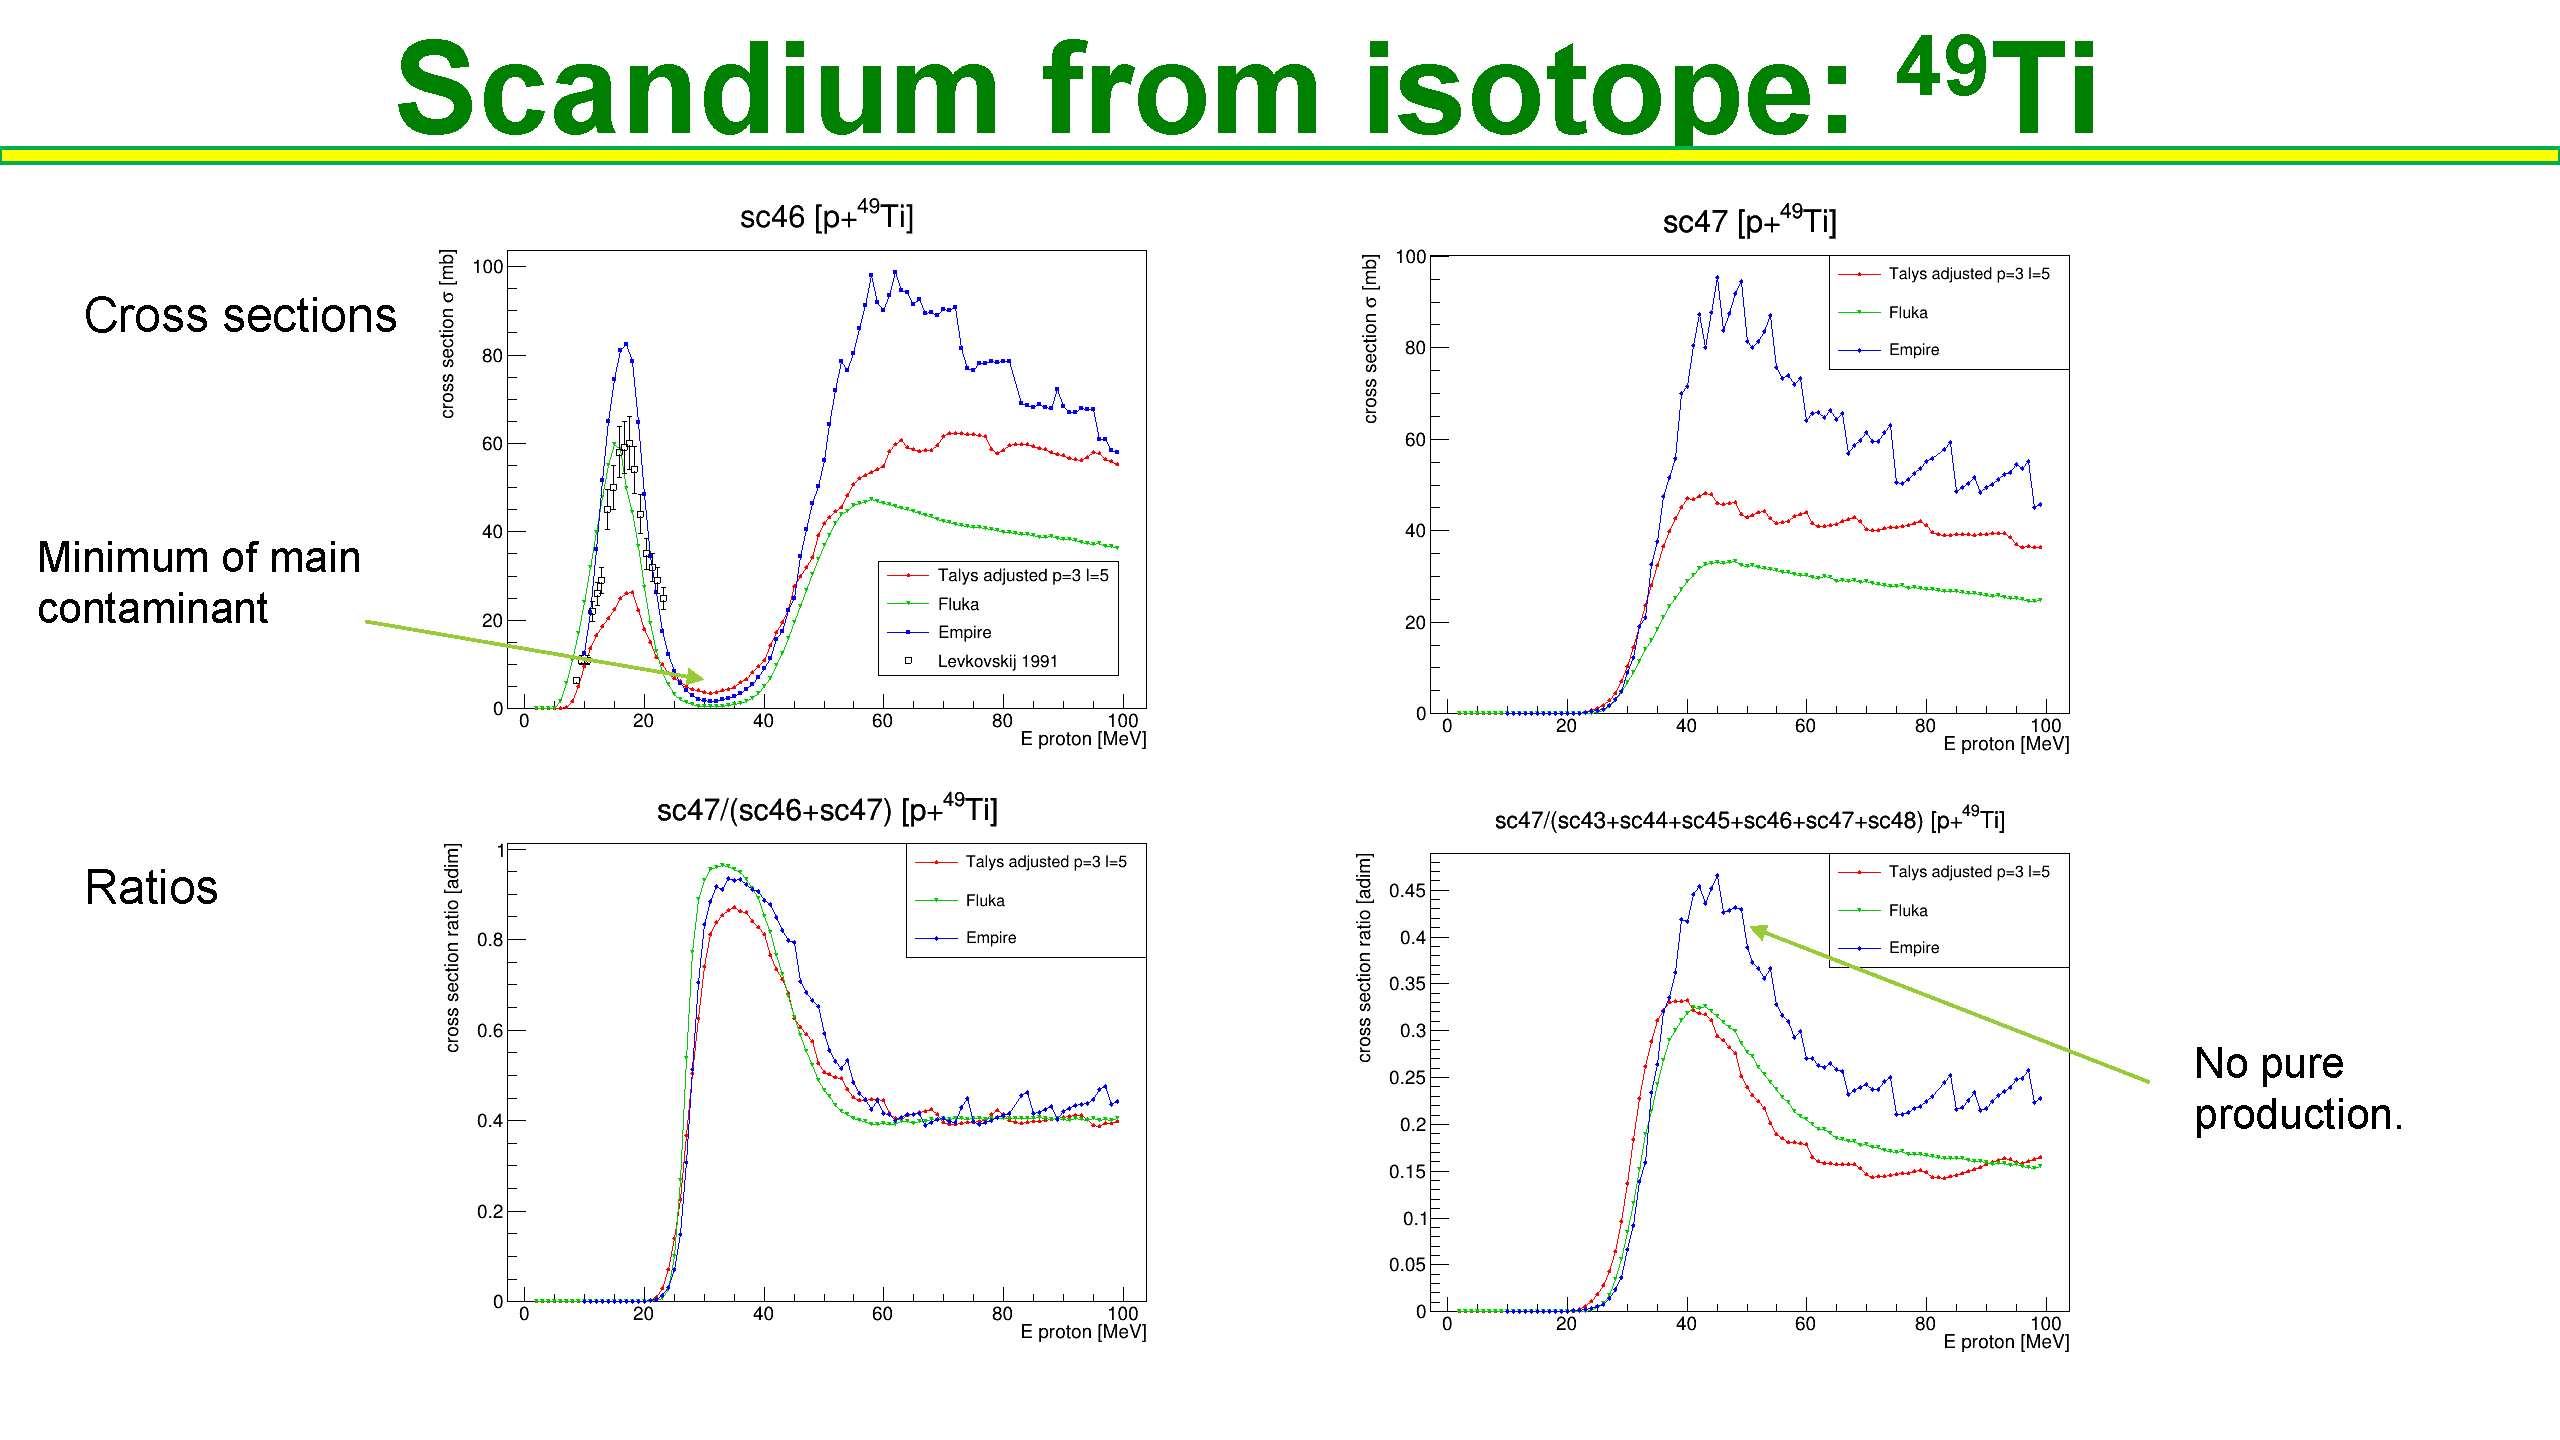 Scandium from isotope: ⁴⁹Ti
Cross sections
Minimum of main
contaminant
sc46 [p+⁴⁹Ti]
cross section σ [mb]
100
80
60
40
20
0
0 20 40 60 80 100
E proton [MeV]
Talys adjusted p=3 l=5
Fluka
Empire
Levkovskij 1991
sc47 [p+⁴⁹Ti]
cross section σ [mb]
100
80
60
40
20
0
0 20 40 60 80 100
E proton [MeV]
Talys adjusted p=3 l=5
Fluka
Empire
Ratios
sc47/(sc46+sc47) [p+⁴⁹Ti]
cross section ratio [adim]
1
0.8
0.6
0.4
0.2
0
0 20 40 60 80 100
E proton [MeV]
Talys adjusted p=3 l=5
Fluka
Empire
sc47/(sc43+sc44+sc45+sc46+sc47+sc48) [p+⁴⁹Ti]
cross section ratio [adim]
0.45
0.4
0.35
0.3
0.25
0.2
0.15
0.1
0.05
0
0 20 40 60 80 100
E proton [MeV]
Talys adjusted p=3 l=5
Fluka
Empire
No pure
production.